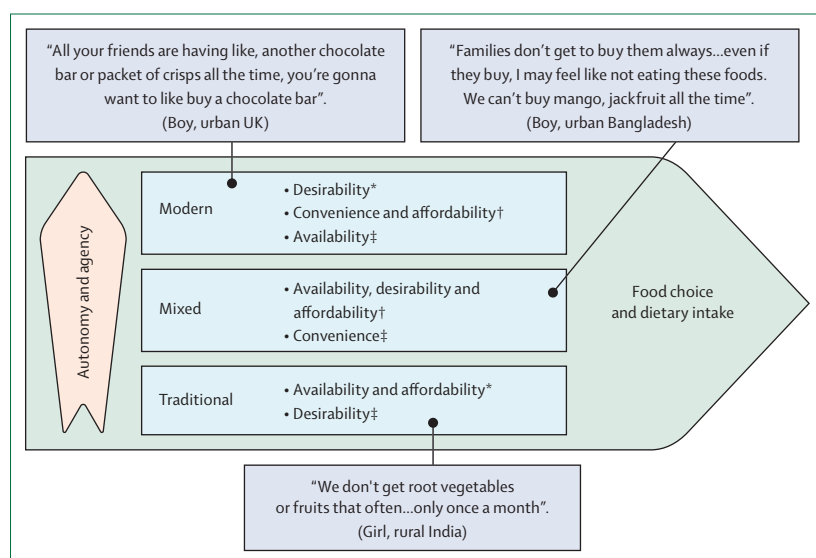 “All your friends are having like, another chocolate
bar or packet of crisps all the time, you’re gonna
want to like buy a chocolate bar”.
(Boy, urban UK)
“Families don’t get to buy them always...even if
they buy, I may feel like not eating these foods.
We can’t buy mango, jackfruit all the time”.
(Boy, urban Bangladesh)
Autonomy and agency
Modern
• Desirability*
• Convenience and affordability†
• Availability‡
Mixed
• Availability, desirability and
affordability†
• Convenience‡
Traditional
• Availability and affordability*
• Desirability‡
Food choice
and dietary intake
“We don't get root vegetables
or fruits that often...only once a month”.
(Girl, rural India)